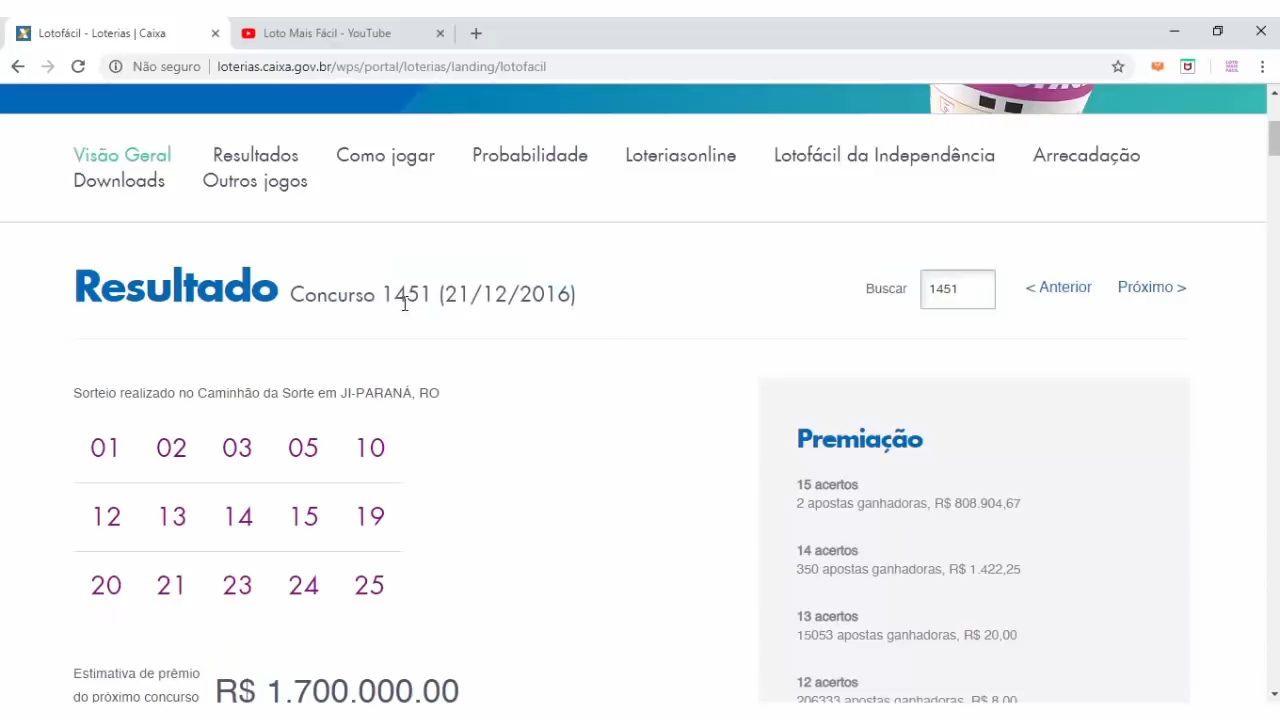 Lotofácil - Loterias | Caixa
Loto Mais Fácil - YouTube
Não seguro
loterias.caixa.gov.br/wps/portal/loterias/landing/lotofacil
Visão Geral Resultados Como jogar Probabilidade Loteriasonline Lotofácil da Independência Arrecadação
Downloads Outros jogos
Resultado Concurso 1451 (21/12/2016)
Buscar 1451 < Anterior Próximo >
Sorteio realizado no Caminhão da Sorte em JI-PARANÁ, RO
01 02 03 05 10
12 13 14 15 19
20 21 23 24 25
Estimativa de prêmio
do próximo concurso
R$ 1.700.000,00
Premiação
15 acertos
2 apostas ganhadoras, R$ 808.904,67
14 acertos
350 apostas ganhadoras, R$ 1.422,25
13 acertos
15053 apostas ganhadoras, R$ 20,00
12 acertos
206333 apostas ganhadoras, R$ 8,00